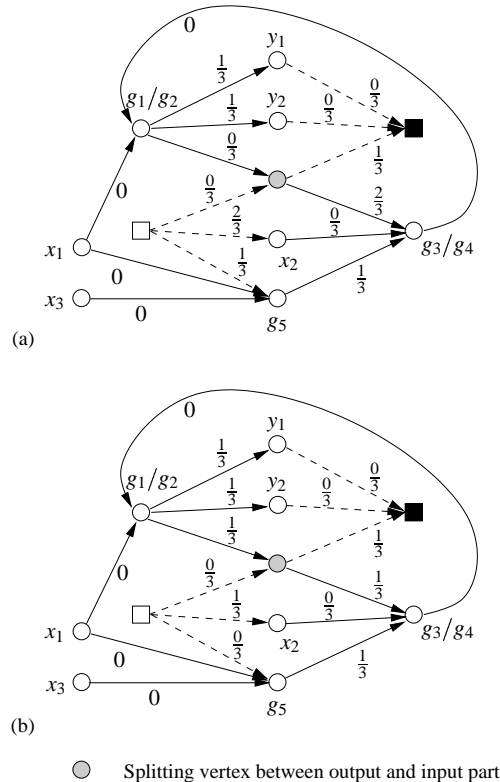 0
y1
1/3
0/3
g1/g2
1/3
y2
0/3
0/3
1/3
0
0/3
2/3
2/3
0/3
x1
1/3
x2
g3/g4
0
1/3
x3
0
g5
(a)
0
y1
1/3
0/3
g1/g2
1/3
y2
0/3
1/3
1/3
0
0/3
1/3
1/3
0/3
x1
0/3
x2
g3/g4
0
1/3
x3
0
g5
(b)
Splitting vertex between output and input part